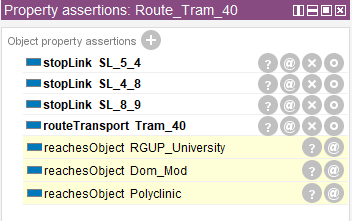 Property assertions: Route_Tram_40
Object property assertions
stopLink SL_5_4
stopLink SL_4_8
stopLink SL_8_9
routeTransport Tram_40
reachesObject RGUP_University
reachesObject Dom_Mod
reachesObject Polyclinic